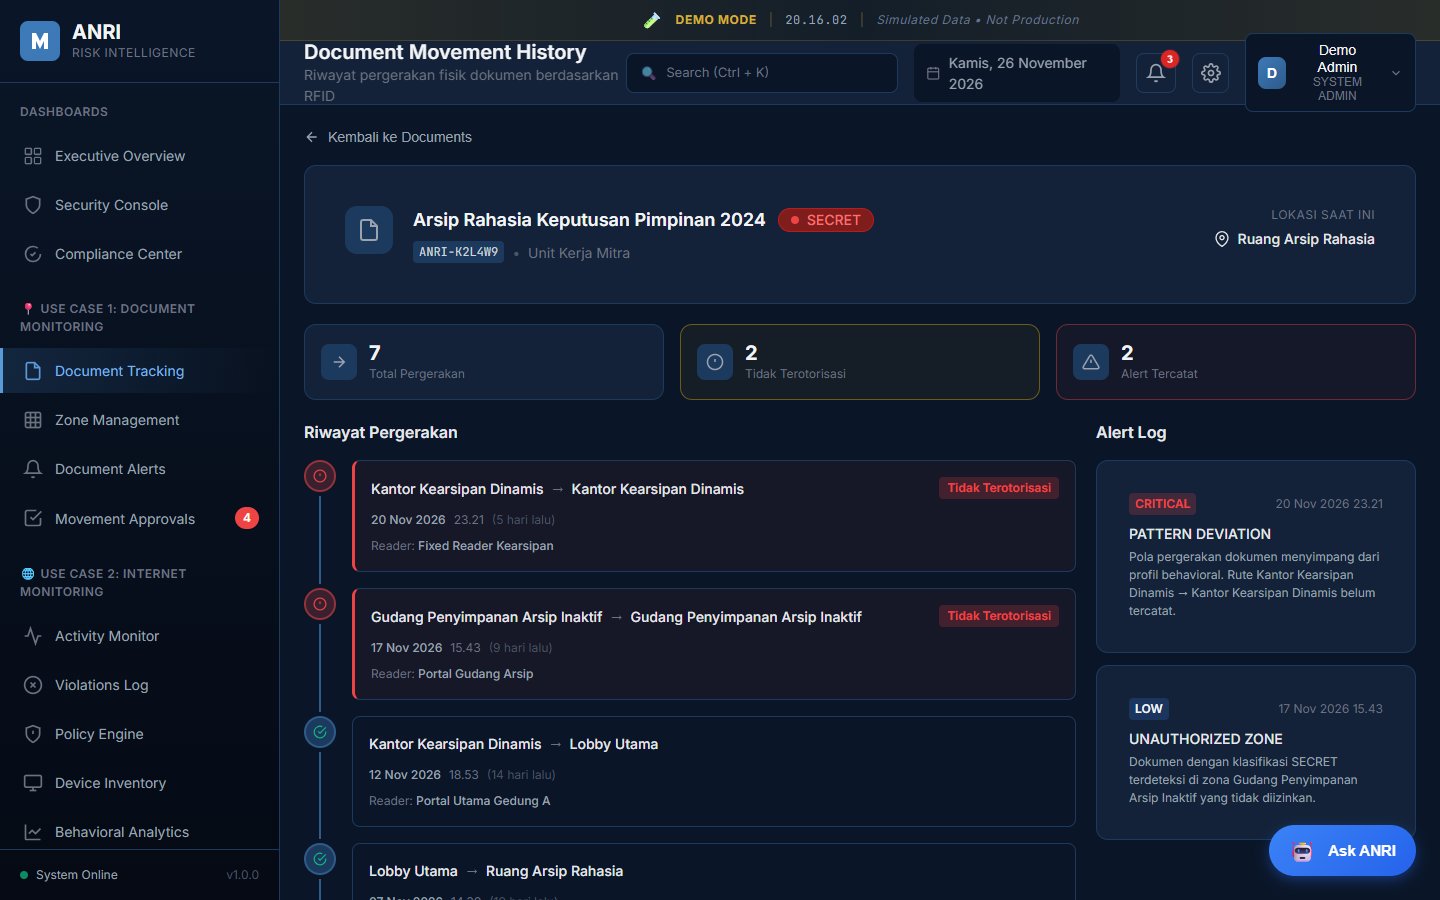 M
ANRI
RISK INTELLIGENCE
DASHBOARDS
Executive Overview
Security Console
Compliance Center
USE CASE 1: DOCUMENT
MONITORING
Document Tracking
Zone Management
Document Alerts
Movement Approvals 4
USE CASE 2: INTERNET
MONITORING
Activity Monitor
Violations Log
Policy Engine
Device Inventory
Behavioral Analytics
System Online v1.0.0
DEMO MODE 20.16.02 Simulated Data • Not Production
Document Movement History
Riwayat pergerakan fisik dokumen berdasarkan
RFID
Search (Ctrl + K)
Kamis, 26 November
2026
3
D
Demo
Admin
SYSTEM
ADMIN
← Kembali ke Documents
Arsip Rahasia Keputusan Pimpinan 2024 SECRET
ANRI-K2L4W9 • Unit Kerja Mitra
LOKASI SAAT INI
Ruang Arsip Rahasia
7
Total Pergerakan
2
Tidak Terotorisasi
2
Alert Tercatat
Riwayat Pergerakan
Kantor Kearsipan Dinamis → Kantor Kearsipan Dinamis Tidak Terotorisasi
20 Nov 2026 23.21 (5 hari lalu)
Reader: Fixed Reader Kearsipan
Gudang Penyimpanan Arsip Inaktif → Gudang Penyimpanan Arsip Inaktif Tidak Terotorisasi
17 Nov 2026 15.43 (9 hari lalu)
Reader: Portal Gudang Arsip
Kantor Kearsipan Dinamis → Lobby Utama
12 Nov 2026 18.53 (14 hari lalu)
Reader: Portal Utama Gedung A
Lobby Utama → Ruang Arsip Rahasia
Alert Log
CRITICAL 20 Nov 2026 23.21
PATTERN DEVIATION
Pola pergerakan dokumen menyimpang dari
profil behavioral. Rute Kantor Kearsipan
Dinamis → Kantor Kearsipan Dinamis belum
tercatat.
LOW 17 Nov 2026 15.43
UNAUTHORIZED ZONE
Dokumen dengan klasifikasi SECRET
terdeteksi di zona Gudang Penyimpanan
Arsip Inaktif yang tidak diizinkan.
Ask ANRI